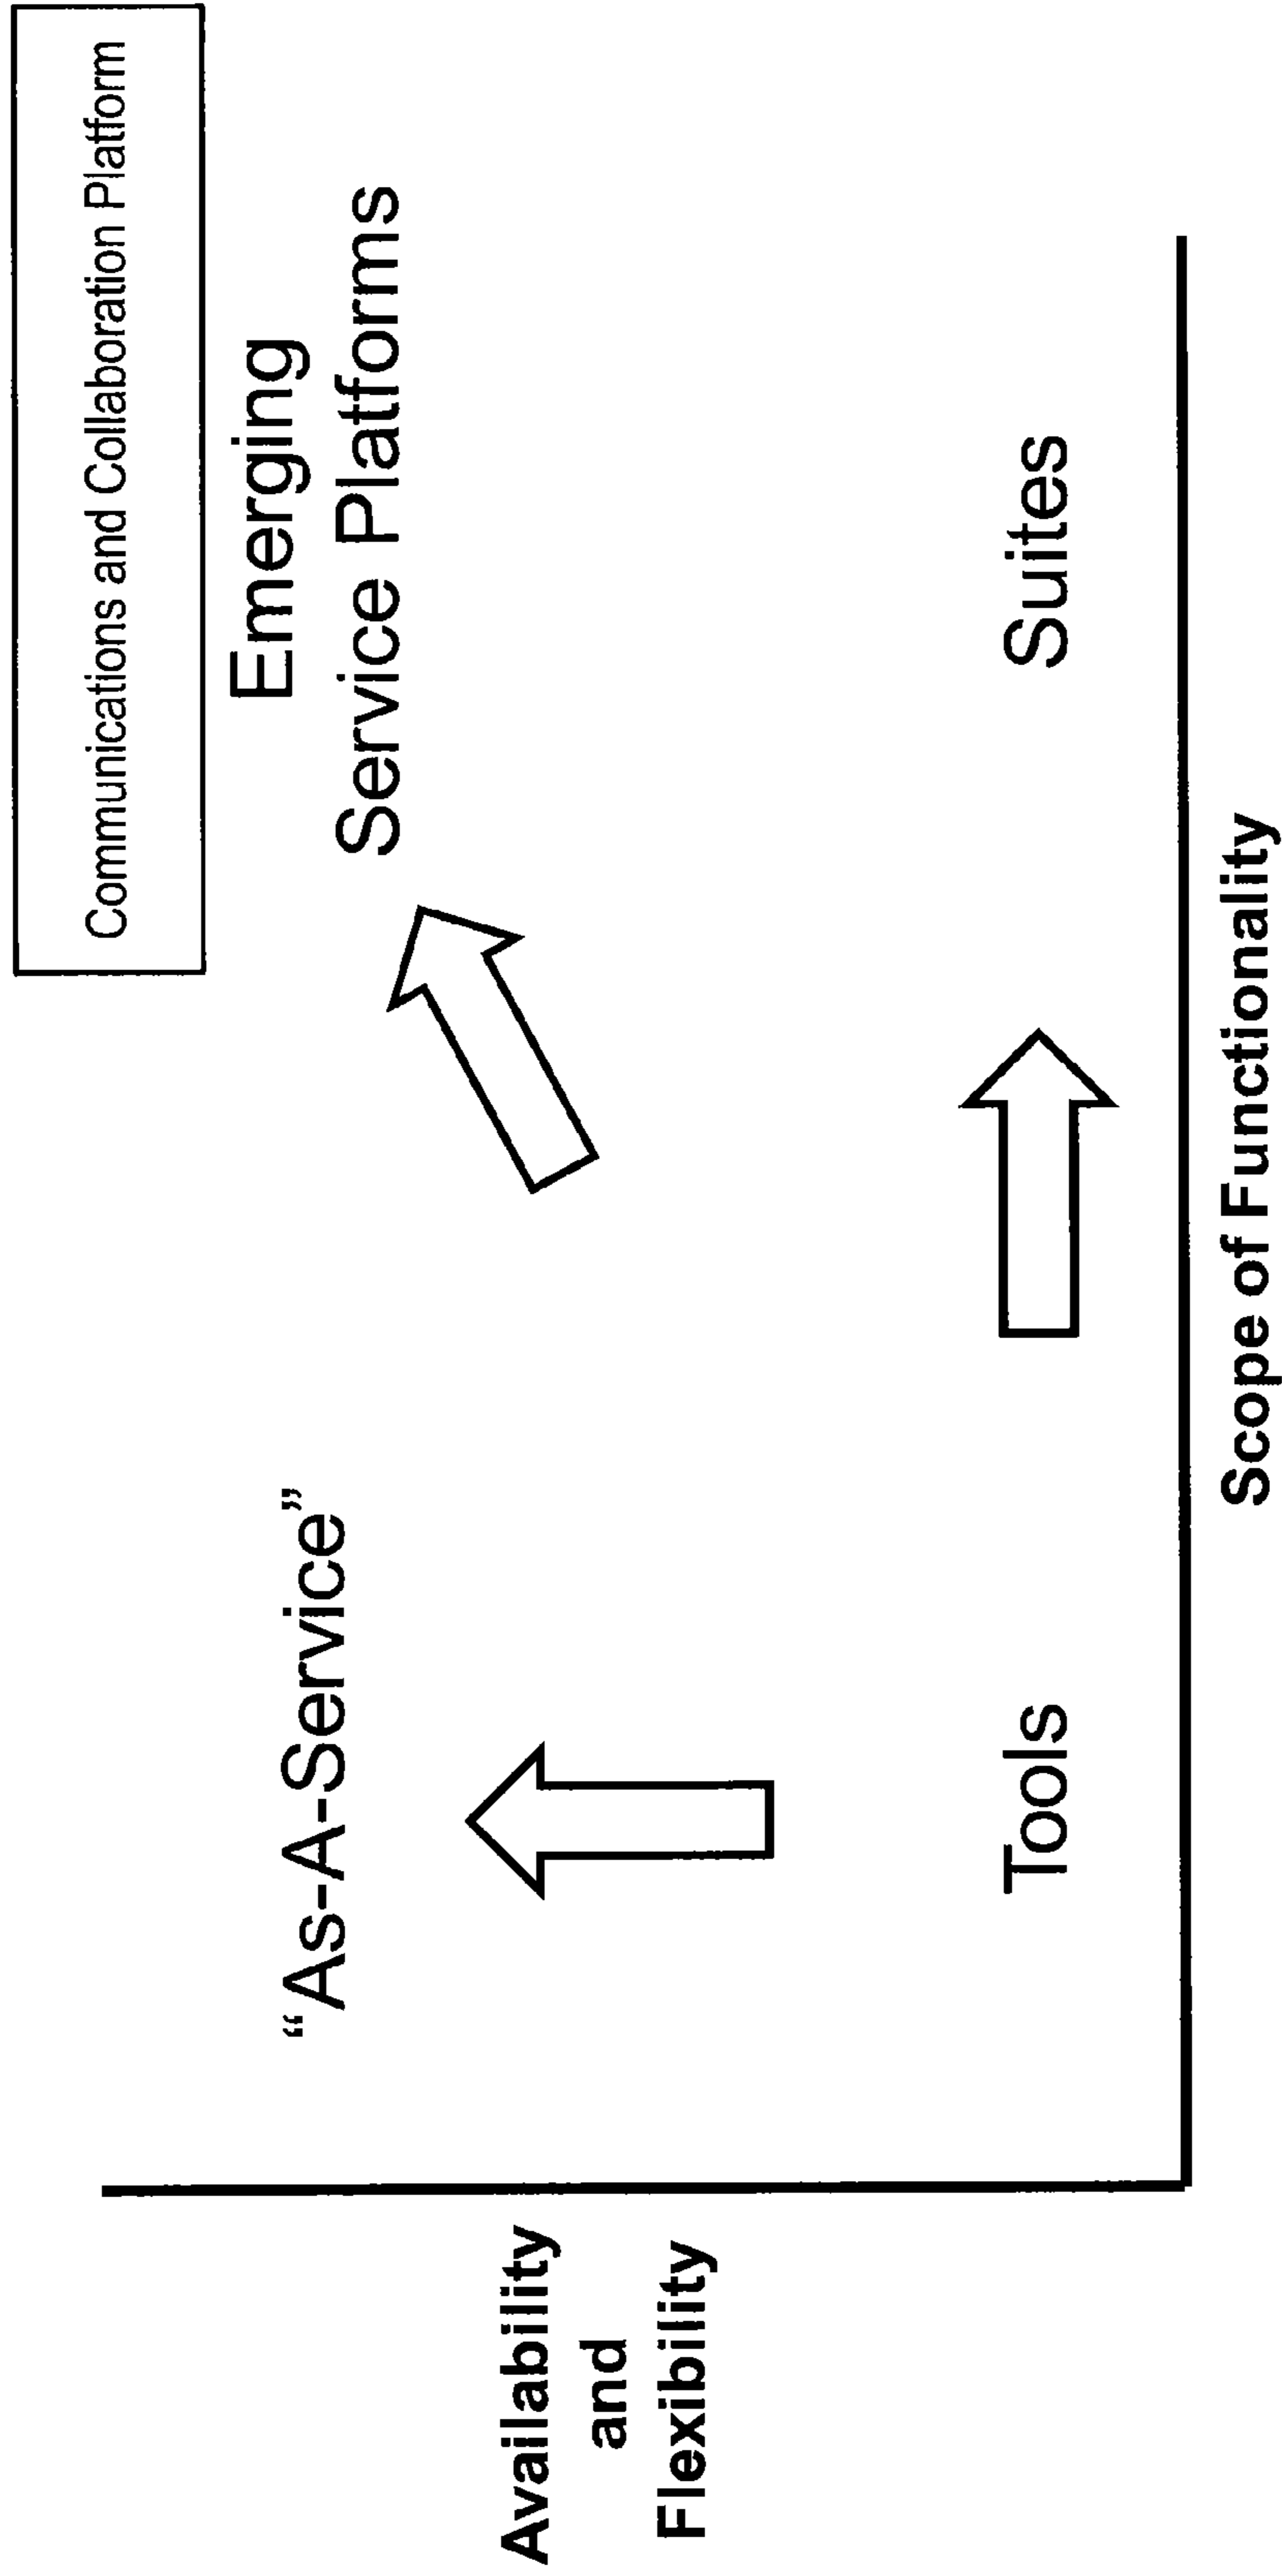 Communications and Collaboration Platform
Emerging
Service Platforms
“As-A-Service”
Availability
and
Flexibility
Tools
Suites
Scope of Functionality